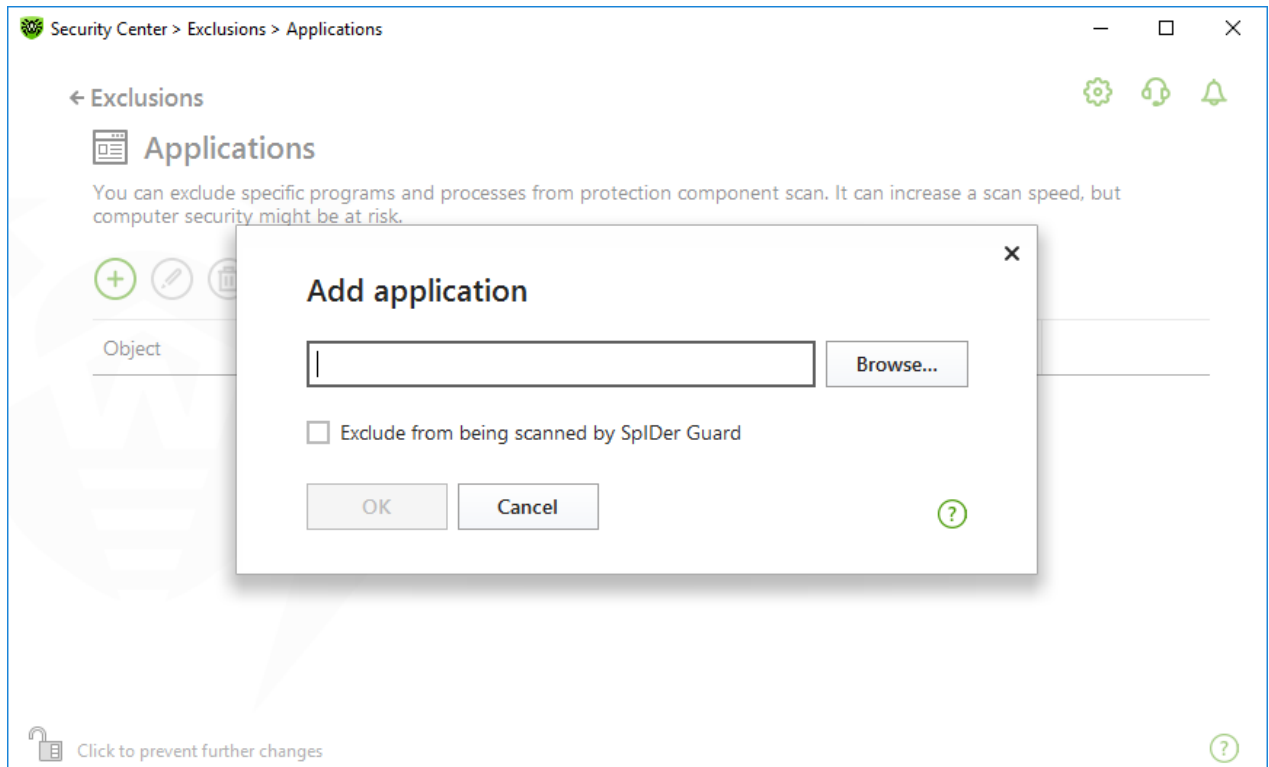 Security Center > Exclusions > Applications
Exclusions
Applications
You can exclude specific programs and processes from protection component scan. It can increase a scan speed, but
computer security might be at risk.
Add application
Object
Browse...
Exclude from being scanned by SpIDer Guard
OK
Cancel
?
Click to prevent further changes
?